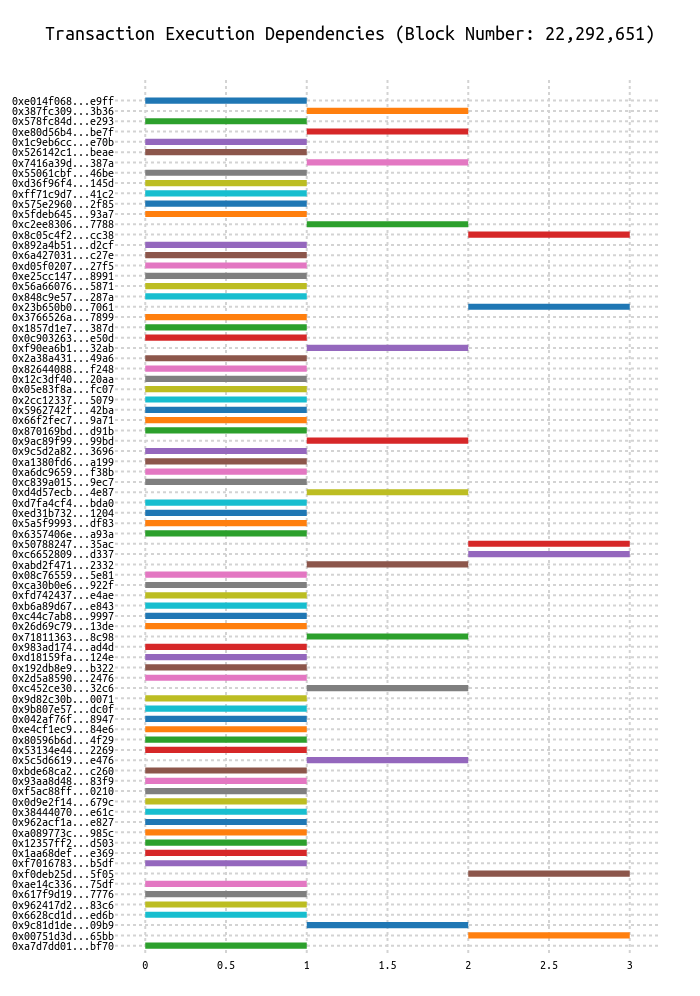 Transaction Execution Dependencies (Block Number: 22,292,651)
0xe014f068...e9ff
0x387fc309...3b36
0x578fc84d...e293
0xe80d56b4...be7f
0x1c9eb6cc...e70b
0x526142c1...beae
0x7416a39d...387a
0x55061cbf...46be
0xd36f96f4...145d
0xff71c9d7...41c2
0x575e2960...2f85
0x5fdeb645...93a7
0xc2ee8306...7788
0x8c05c4f2...cc38
0x892a4b51...d2cf
0x6a427031...c27e
0xd05f0207...27f5
0xe25cc147...8991
0x56a66076...5871
0x848c9e57...287a
0x23b650b0...7061
0x3766526a...7899
0x1857d1e7...387d
0x0c903263...e50d
0xf90ea6b1...32ab
0x2a38a431...49a6
0x82644088...f248
0x12c3df40...20aa
0x05e83f8a...fc07
0x2cc12337...5079
0x5962742f...42ba
0x66f2fec7...9a71
0x870169bd...d91b
0x9ac89f99...99bd
0x9c5d2a82...3696
0xa1380fd6...a199
0xa6dc9659...f38b
0xc839a015...9ec7
0xd4d57ecb...4e87
0xd7fa4cf4...bda0
0xed31b732...1204
0x5a5f9993...df83
0x6357406e...a93a
0x50788247...35ac
0xc6652809...d337
0xabd2f471...2332
0x08c76559...5e81
0xca30b0e6...922f
0xfd742437...e4ae
0xb6a89d67...e843
0xc44c7ab8...9997
0x26d69c79...13de
0x71811363...8c98
0x983ad174...ad4d
0xd18159fa...124e
0x192db8e9...b322
0x2d5a8590...2476
0xc452ce30...32c6
0x9d82c30b...0071
0x9b807e57...dc0f
0x042af76f...8947
0xe4cf1ec9...84e6
0x80596b6d...4f29
0x53134e44...2269
0x5c5d6619...e476
0xbde68ca2...c260
0x93aa8d48...83f9
0xf5ac88ff...0210
0x0d9e2f14...679c
0x38444070...e61c
0x962acf1a...e827
0xa089773c...985c
0x12357ff2...d503
0x1aa68def...e369
0xf7016783...b5df
0xf0deb25d...5f05
0xae14c336...75df
0x617f9d19...7776
0x962417d2...83c6
0x6628cd1d...ed6b
0x9c81d1de...09b9
0x00751d3d...65bb
0xa7d7dd01...bf70
0 0.5 1 1.5 2 2.5 3